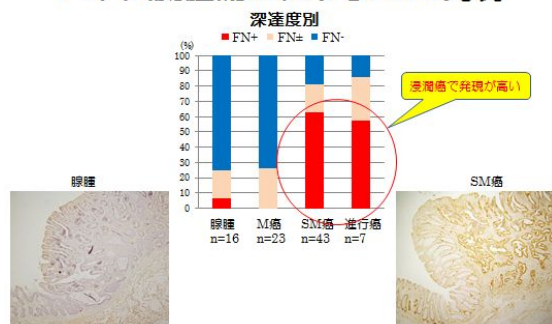 深達度別
(%)
FN+ FN± FN-
100
90
80
70
60
50
40
30
20
10
0
浸潤癌で発現が高い
腺腫
n=16
M癌
n=23
SM癌
n=43
進行癌
n=7
腺腫
SM癌